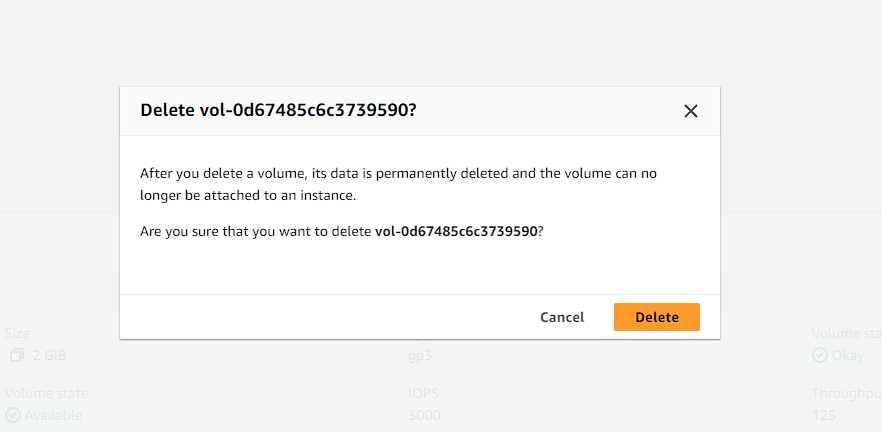 Delete vol-0d67485c6c3739590?
After you delete a volume, its data is permanently deleted and the volume can no
longer be attached to an instance.
Are you sure that you want to delete vol-0d67485c6c3739590?
Cancel
Delete
Size
2 GiB
gp3
Volume sta
Okay
Volume state
Available
IOPS
3000
Throughpu
125